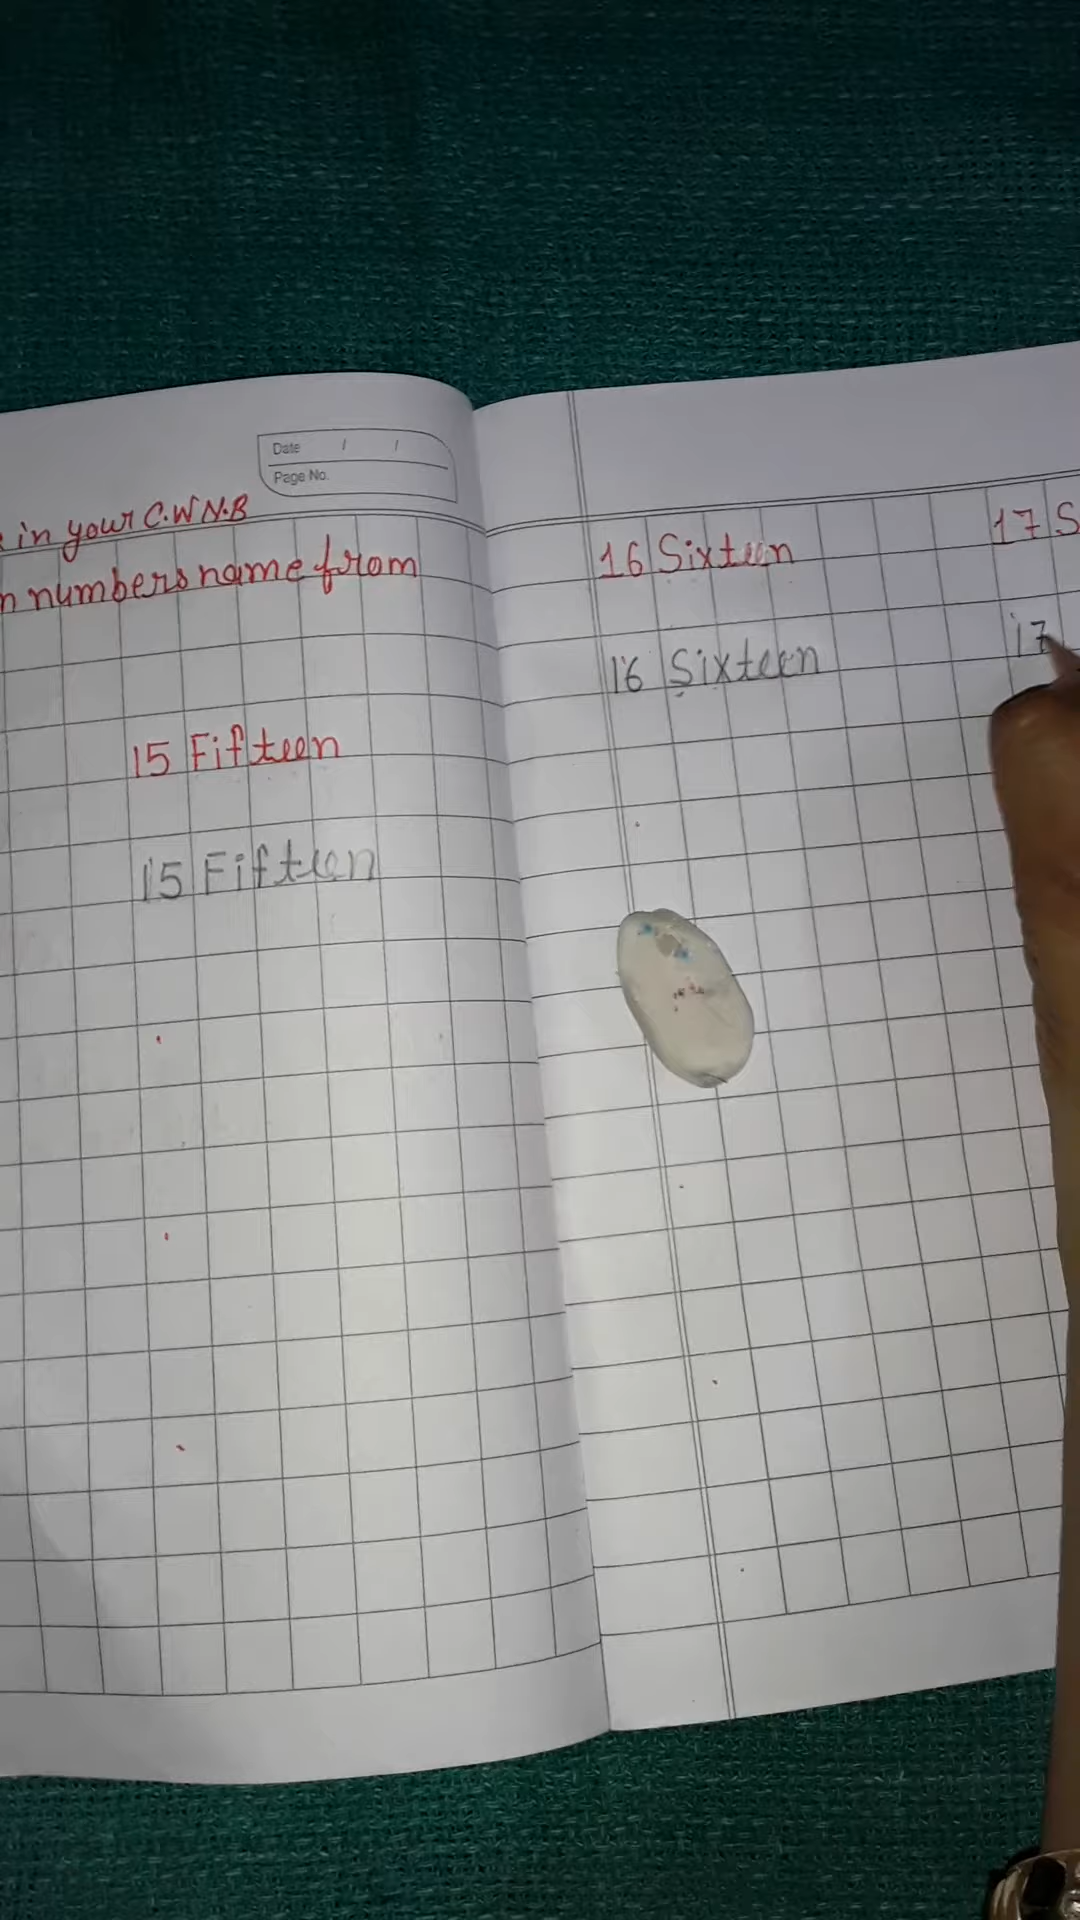 Date / /
Page No.
in your C.W N.B
numbers name from
15 Fifteen
15 Fifteen
16 Sixteen 17 S
16 Sixteen 17